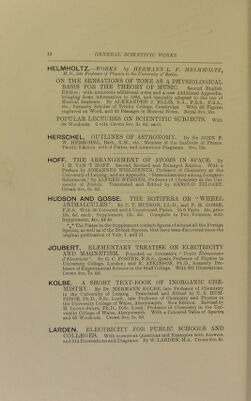 14 GENERAL SCIENTIFIC WORKS
HELMHOLTZ.—WORKS by HERMANN L. F. HELMHOLTZ,
M.D., late Professor of Physics in the University of Berlin.
ON THE SENSATIONS OF TONE AS A PHYSIOLOGICAL
BASIS FOR THE THEORY OF MUSIC. Second English
Edition; with numerous additional notes and a new additional Appendix,
bringing down information to 1885, and specially adapted to the use of
Musical Students. By ALEXANDER J. ELLIS, B.A., F.R.S., F.S.A.,
etc., formerly Scholar of Trinity College, Cambridge. With 68 Figures
engraved on Wood, and 42 Passages in Musical Notes. Royal 8vo, 28s.
POPULAR LECTURES ON SCIENTIFIC SUBJECTS. With
68 Woodcuts. 2 vols. Crown 8vo, 3s. 6d. each.
HERSCHEL. OUTLINES OF ASTRONOMY. By Sir JOHN F.
W. HERSCHEL, Bart., K.H., etc., Member of the Institute of France.
Twelfth Edition, with 9 Plates, and numerous Diagrams. 8vo, 12s.
HOFF. THE ARRANGEMENT OF ATOMS IN SPACE. By
J. H. VAN 'T HOFF. Second, Revised and Enlarged Edition. With a
Preface by JOHANNES WISLICENUS, Professor of Chemistry at the
University of Leipzig; and an Appendix, "Stereochemistry among Inorganic
Substances," by ALFRED WERNER, Professor of Chemistry at the Uni-
versity of Zürich. Translated and Edited by ARNOLD EILOART.
Crown 8vo, 6s. 6d.
HUDSON AND GOSSE. THE ROTIFERA OR "WHEEL
ANIMALCULES". By C. T. HUDSON, LL.D., and P. H. GOSSE,
F.R.S. With 30 Coloured and 4 Uncoloured Plates. In 6 Parts. 4to,
10s. 6d. each; Supplement, 12s. 6d. Complete in Two Volumes, with
Supplement, 4to, £4 4s.
*** The Plates in the Supplement contain figures of almost all the Foreign
Species, as well as of the British Species, that have been discovered since the
original publication of Vols. I. and II.
JOUBERT. ELEMENTARY TREATISE ON ELECTRICITY
AND MAGNETISM. Founded on JOUBERT'S "Traité Élémentaire
d'Électricité". By G. C. FOSTER, F.R.S., Quain Professor of Physics in
University College, London; and E. ATKINSON, Ph.D., formerly Pro-
fessor of Experimental Science in the Staff College. With 381 Illustrations.
Crown 8vo, 7s. 6d.
KOLBE. A SHORT TEXT-BOOK OF INORGANIC CHE-
MISTRY. By Dr. HERMANN KOLBE, late Professor of Chemistry
in the University of Leipzig. Translated and Edited by T. S. HUM-
PIDGE, Ph.D., B.Sc. Lond., late Professor of Chemistry and Physics in
the University College of Wales, Aberystwyth. New Edition. Revised by
H. LLOYD-SNAPE, Ph.D., D.Sc. Lond., Professor of Chemistry in the
University College of Wales, Aberystwyth. With a Coloured Table of Spectra
and 66 Woodcuts. Crown 8vo, 8s. 6d.
LARDEN. ELECTRICITY FOR PUBLIC SCHOOLS AND
COLLEGES. With numerous Questions and Examples with Answers,
and 214 Illustrations and Diagrams. By W. LARDEN, M.A. Crown 8vo, 6s.